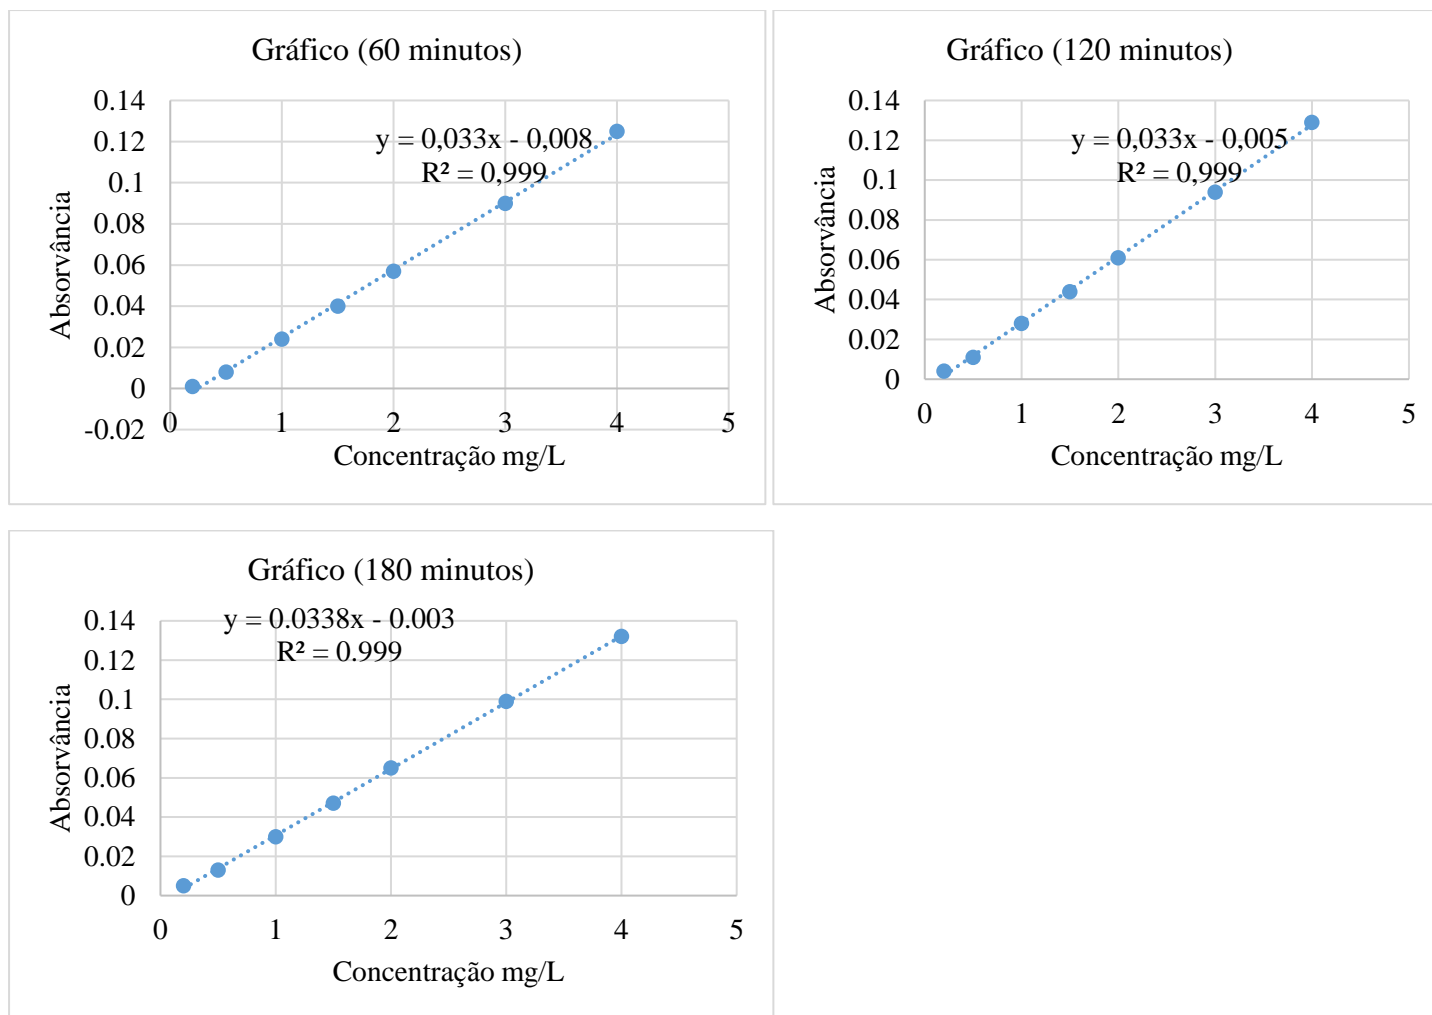 Gráfico (60 minutos)
0.14
0.12
0.1
0.08
0.06
0.04
0.02
0
-0.02
y = 0,033x - 0,008
R² = 0,999
Absorvância
0 1 2 3 4 5
Concentração mg/L
Gráfico (120 minutos)
0.14
0.12
0.1
0.08
0.06
0.04
0.02
0
y = 0,033x - 0,005
R² = 0,999
Absorvância
0 1 2 3 4 5
Concentração mg/L
Gráfico (180 minutos)
0.14
0.12
0.1
0.08
0.06
0.04
0.02
0
y = 0.0338x - 0.003
R² = 0.999
Absorvância
0 1 2 3 4 5
Concentração mg/L